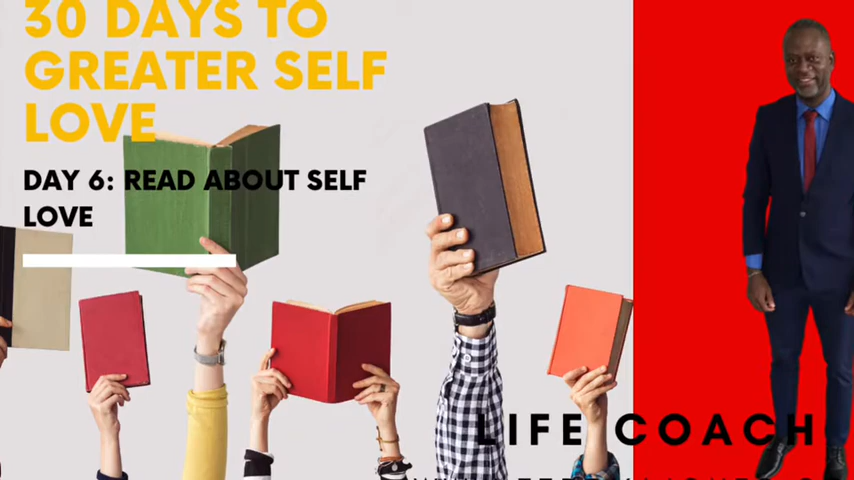 30 DAYS TO
GREATER SELF
LOVE
DAY 6: READ ABOUT SELF
LOVE
LIFE COACH